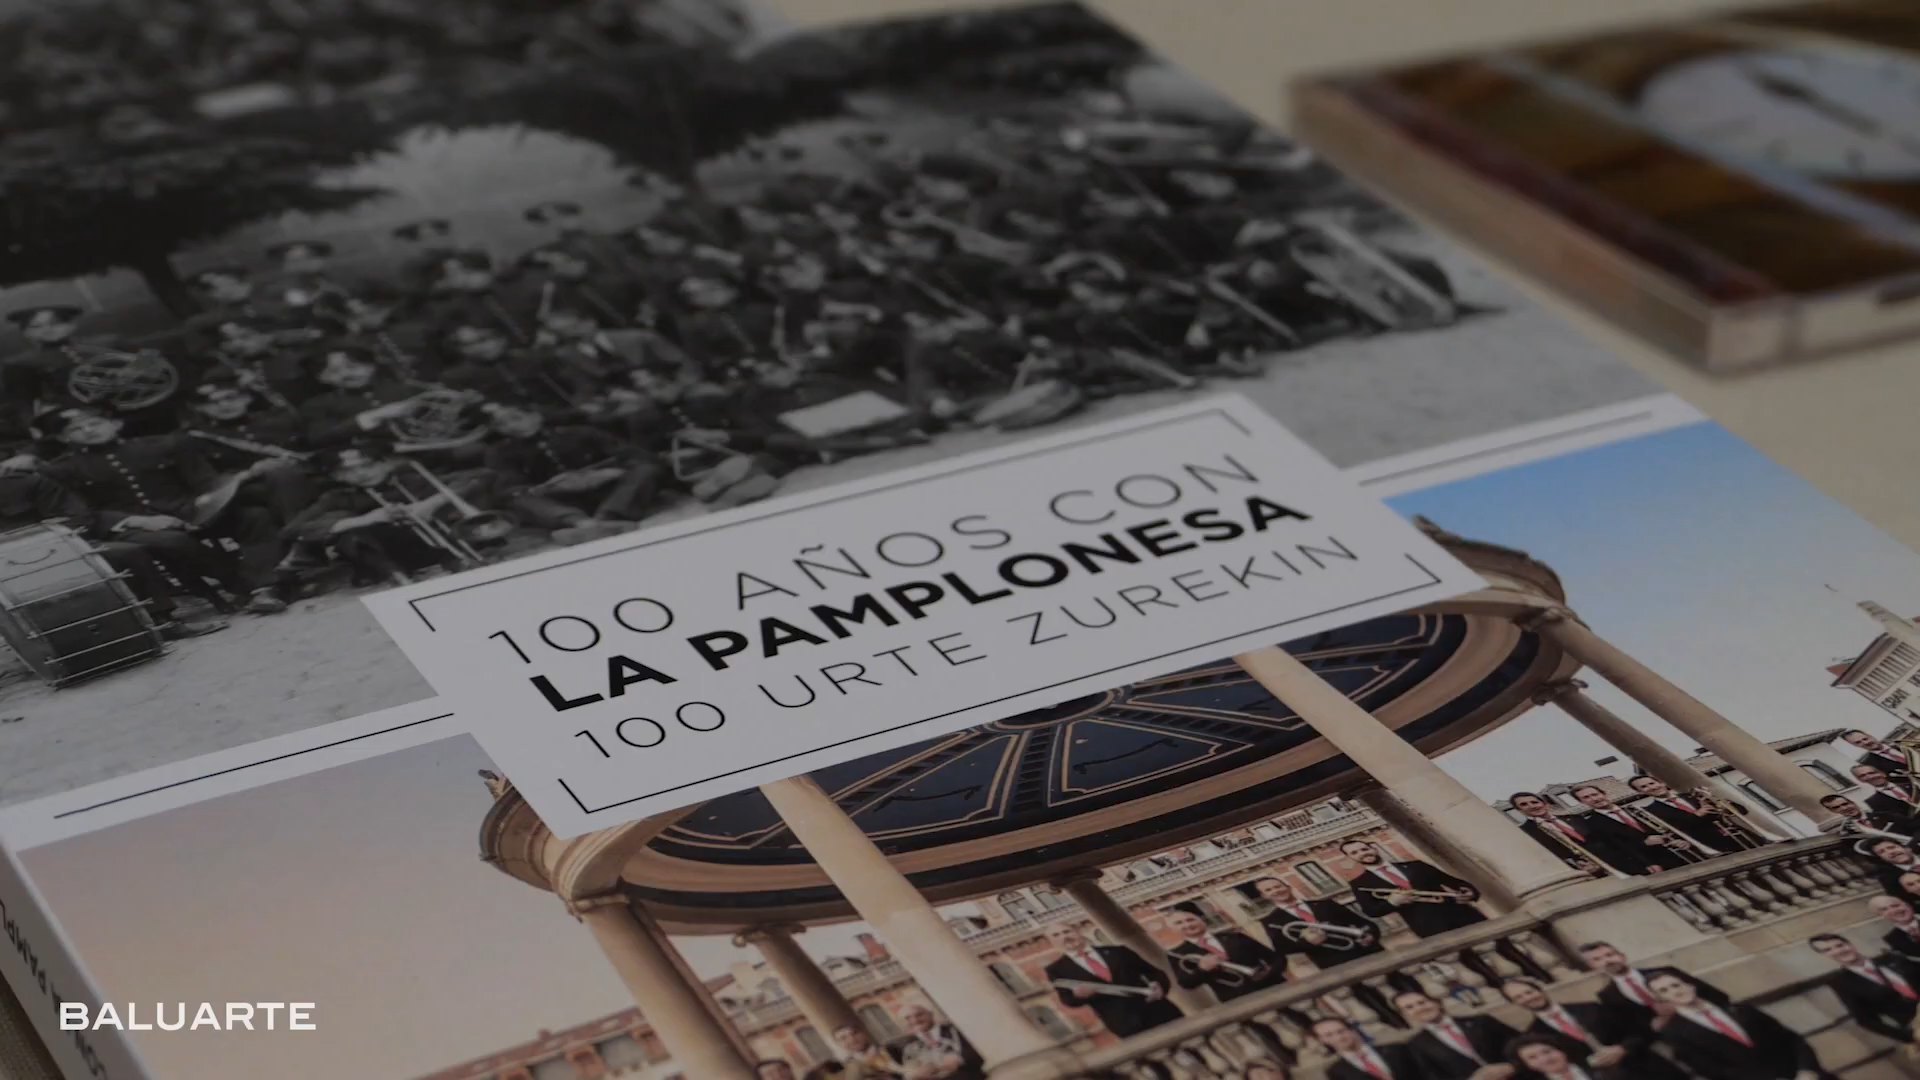 100 AÑOS CON
LA PAMPLONESA
100 URTE ZUREKIN
BALUARTE